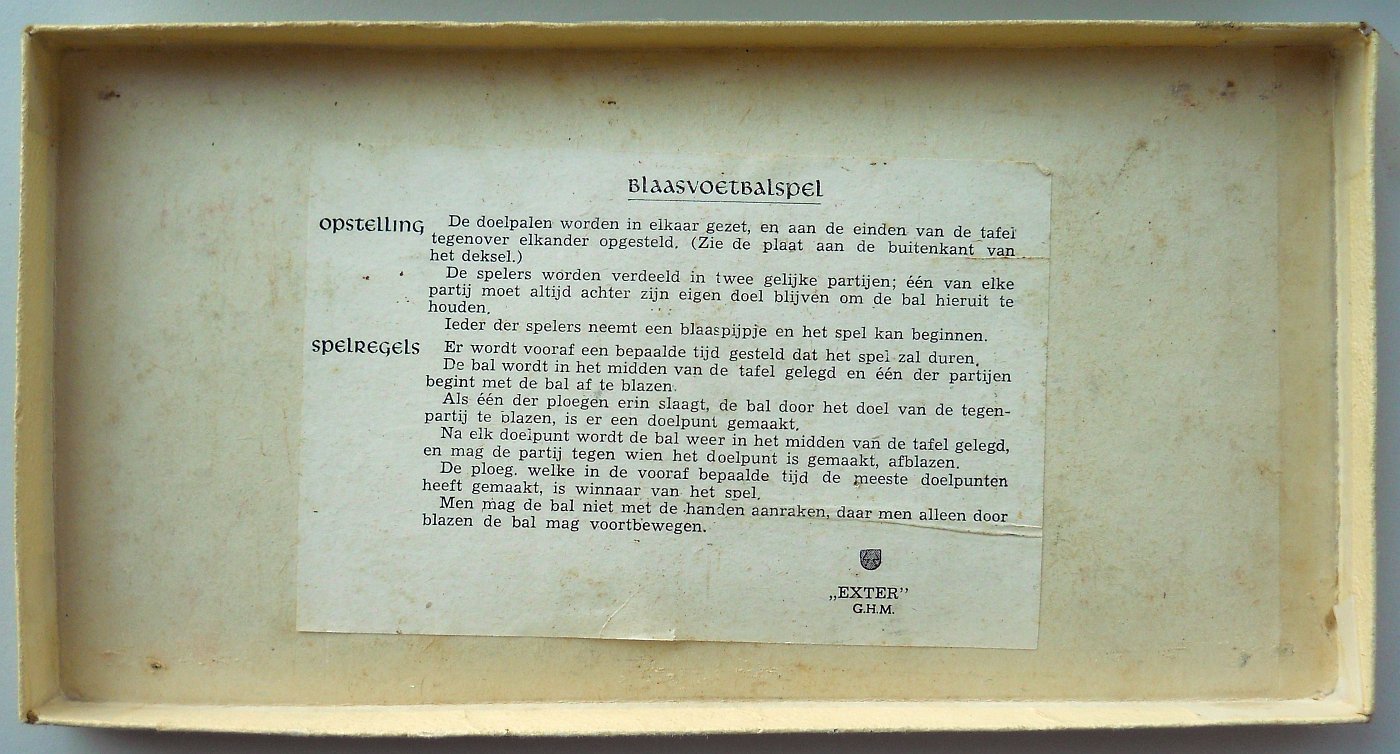 Blaasvoetbalspel
opstelling De doelpalen worden in elkaar gezet, en aan de einden van de tafel
tegenover elkander opgesteld. (Zie de plaat aan de buitenkant van
het deksel.)
De spelers worden verdeeld in twee gelijke partijen; één van elke
partij moet altijd achter zijn eigen doel blijven om de bal hieruit te
houden.
Ieder der spelers neemt een blaaspijpje en het spel kan beginnen.
spelregels Er wordt vooraf een bepaalde tijd gesteld dat het spel zal duren.
De bal wordt in het midden van de tafel gelegd en één der partijen
begint met de bal af te blazen.
Als één der ploegen erin slaagt, de bal door het doel van de tegen-
partij te blazen, is er een doelpunt gemaakt.
Na elk doelpunt wordt de bal weer in het midden van de tafel gelegd,
en mag de partij tegen wien het doelpunt is gemaakt, afblazen.
De ploeg. welke in de vooraf bepaalde tijd de meeste doelpunten
heeft gemaakt, is winnaar van het spel.
Men mag de bal niet met de handen aanraken, daar men alleen door
blazen de bal mag voortbewegen.
„EXTER”
G.H.M.